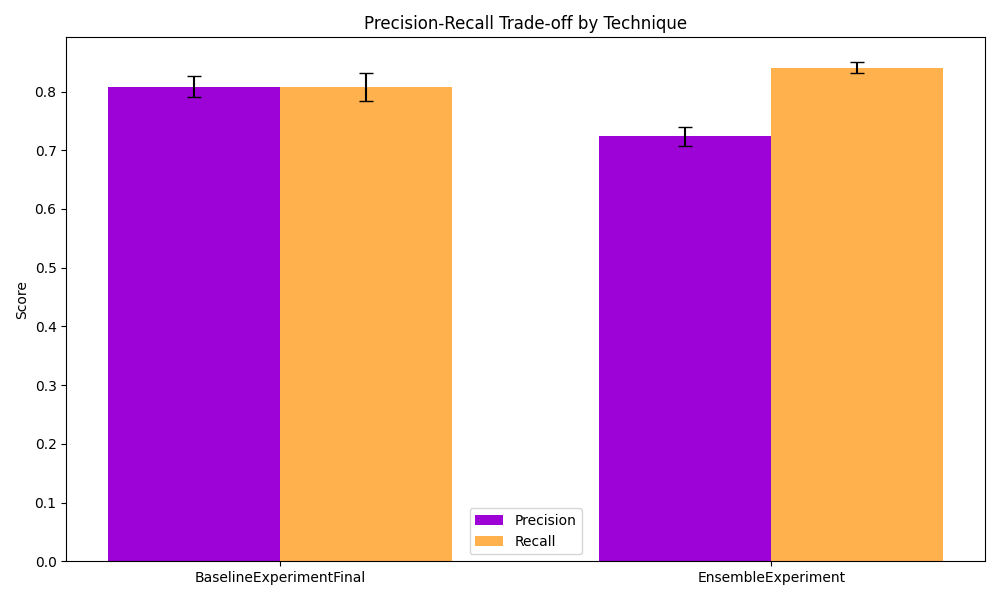 Precision-Recall Trade-off by Technique
Score
0.8
0.7
0.6
0.5
0.4
0.3
0.2
0.1
0.0
Precision
Recall
BaselineExperimentFinal
EnsembleExperiment